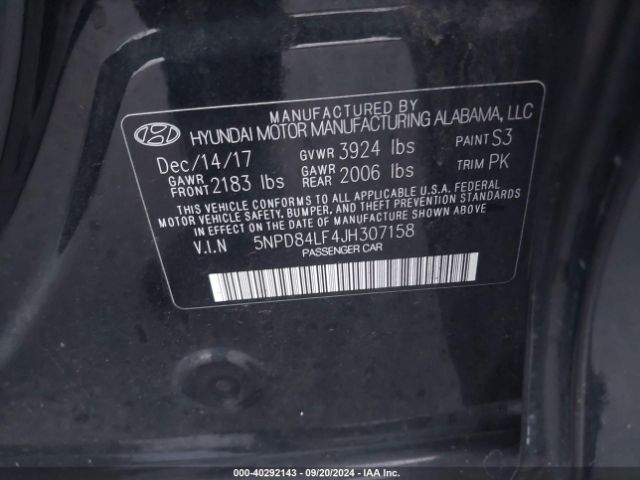 MANUFACTURED BY
HYUNDAI MOTOR MANUFACTURING ALABAMA, LLC
Dec/14/17 GVWR 3924 lbs PAINT S3
GAWR FRONT 2183 lbs GAWR REAR 2006 lbs TRIM PK
THIS VEHICLE CONFORMS TO ALL APPLICABLE U.S.A. FEDERAL
MOTOR VEHICLE SAFETY, BUMPER, AND THEFT PREVENTION STANDARDS
IN EFFECT ON THE DATE OF MANUFACTURE SHOWN ABOVE.
V.I.N 5NPD84LF4JH307158
PASSENGER CAR
000-40292143 - 09/20/2024 - IAA Inc.